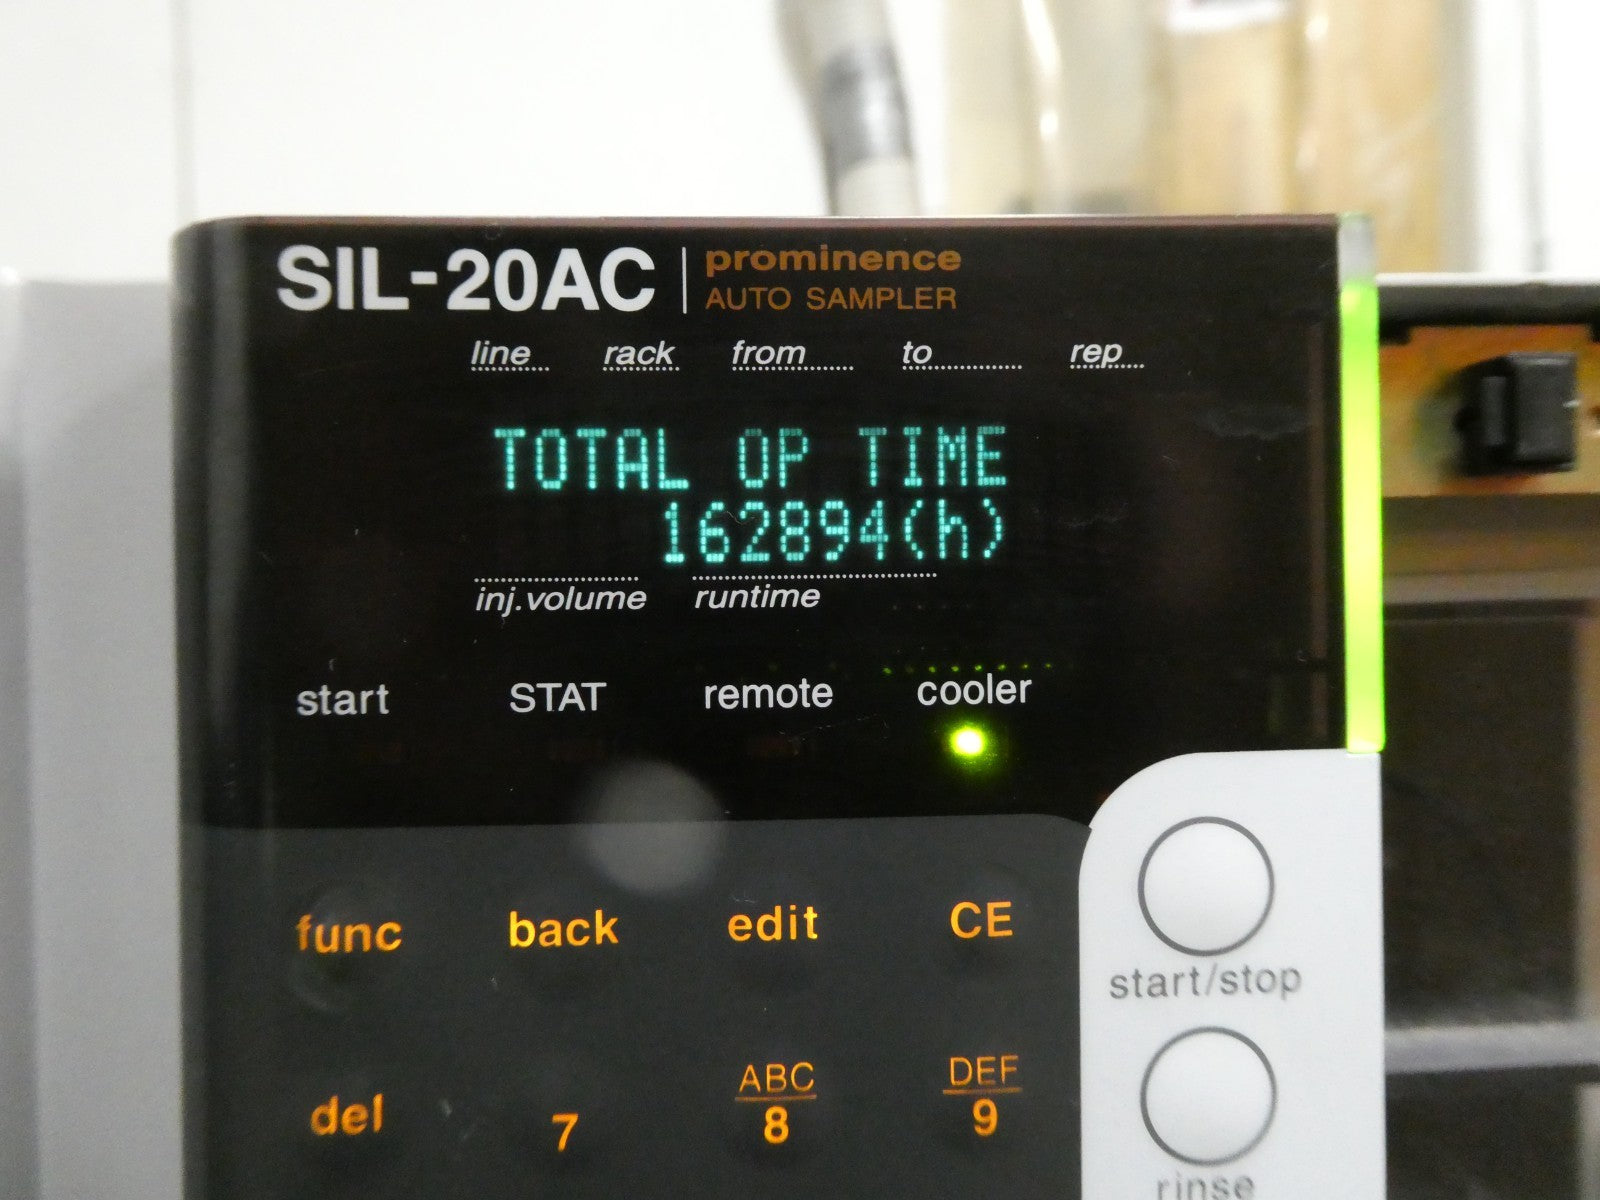 SIL-20AC
prominence
AUTO SAMPLER
line rack from to rep
TOTAL OP TIME
162894(h)
inj.volume runtime
start STAT remote cooler
func back edit CE
start/stop
ABC DEF
del 7 8 9
rinse